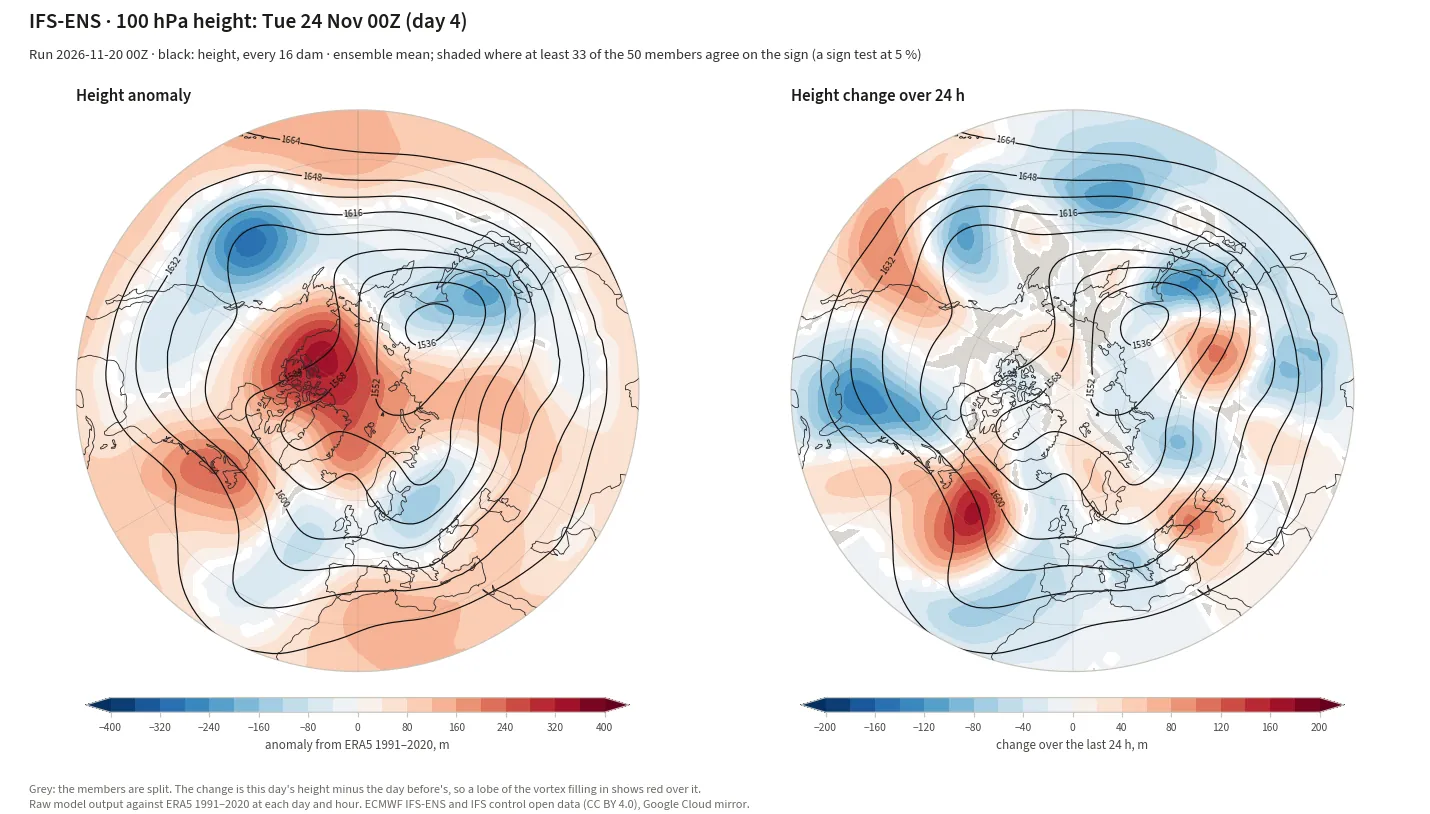 IFS-ENS · 100 hPa height: Tue 24 Nov 00Z (day 4)
Run 2026-11-20 00Z · black: height, every 16 dam · ensemble mean; shaded where at least 33 of the 50 members agree on the sign (a sign test at 5 %)
Height anomaly
Height change over 24 h
1664
1648
1616
1632
1536
1568
1552
1600
1664
1648
1616
1632
1536
1568
1552
1600
−400 −320 −240 −160 −80 0 80 160 240 320 400
anomaly from ERA5 1991–2020, m
−200 −160 −120 −80 −40 0 40 80 120 160 200
change over the last 24 h, m
Grey: the members are split. The change is this day's height minus the day before's, so a lobe of the vortex filling in shows red over it.
Raw model output against ERA5 1991–2020 at each day and hour. ECMWF IFS-ENS and IFS control open data (CC BY 4.0), Google Cloud mirror.